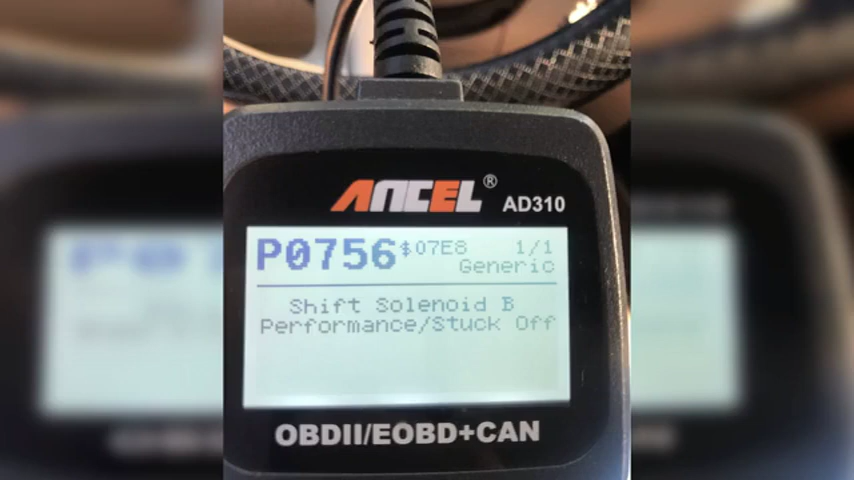 ANCEL® AD310
P0756 $07E8 1/1
Generic
Shift Solenoid B
Performance/Stuck Off
OBDII/EOBD+CAN